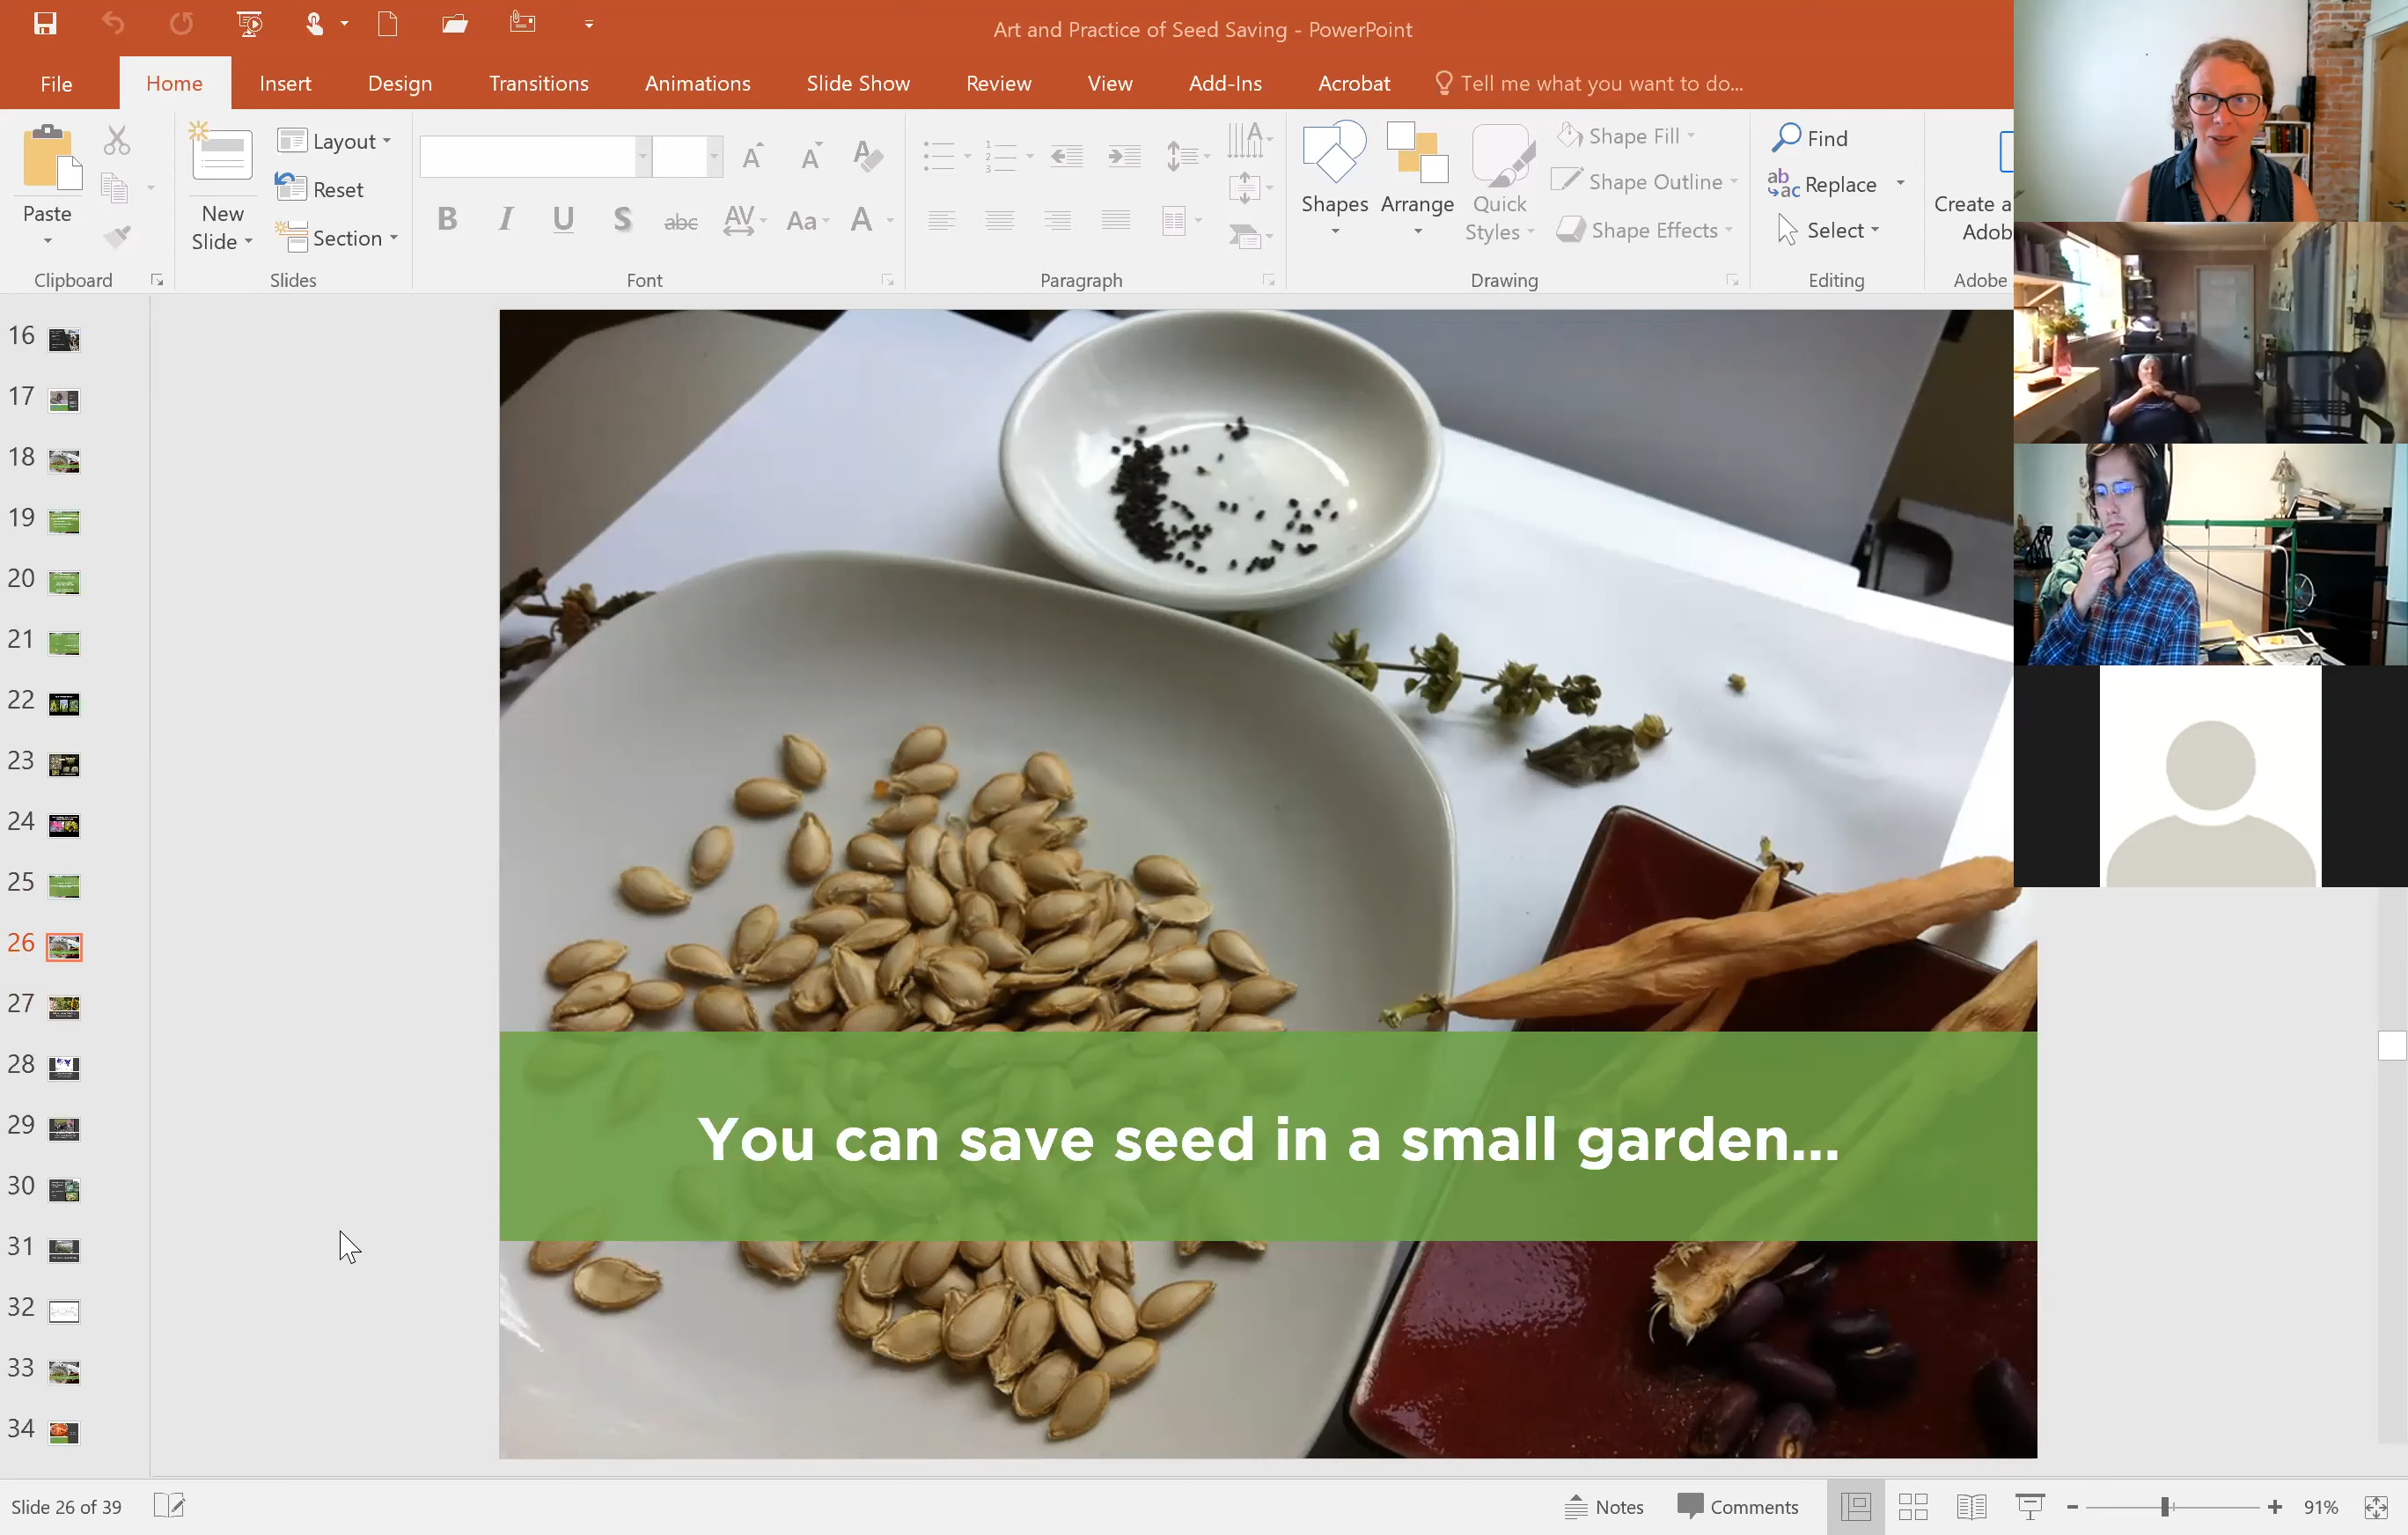 Art and Practice of Seed Saving - PowerPoint
File Home Insert Design Transitions Animations Slide Show Review View Add-Ins Acrobat Tell me what you want to do...
Paste
New
Slide
Layout
Reset
Section
B I U S abc AV Aa A
Shapes
Arrange
Quick
Styles
Shape Fill
Shape Outline
Shape Effects
Find
Replace
Select
Create a
Adob
Clipboard Slides Font Paragraph Drawing Editing Adobe
16
17
18
19
20
21
22
23
24
25
26
27
28
29
30
31
32
33
34
You can save seed in a small garden...
Slide 26 of 39
Notes Comments 91%